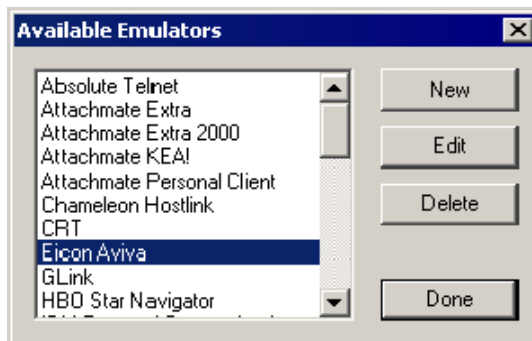 Available Emulators
Absolute Telnet
Attachmate Extra
Attachmate Extra 2000
Attachmate KEA!
Attachmate Personal Client
Chameleon Hostlink
CRT
Eicon Aviva
GLink
HBO Star Navigator
New
Edit
Delete
Done